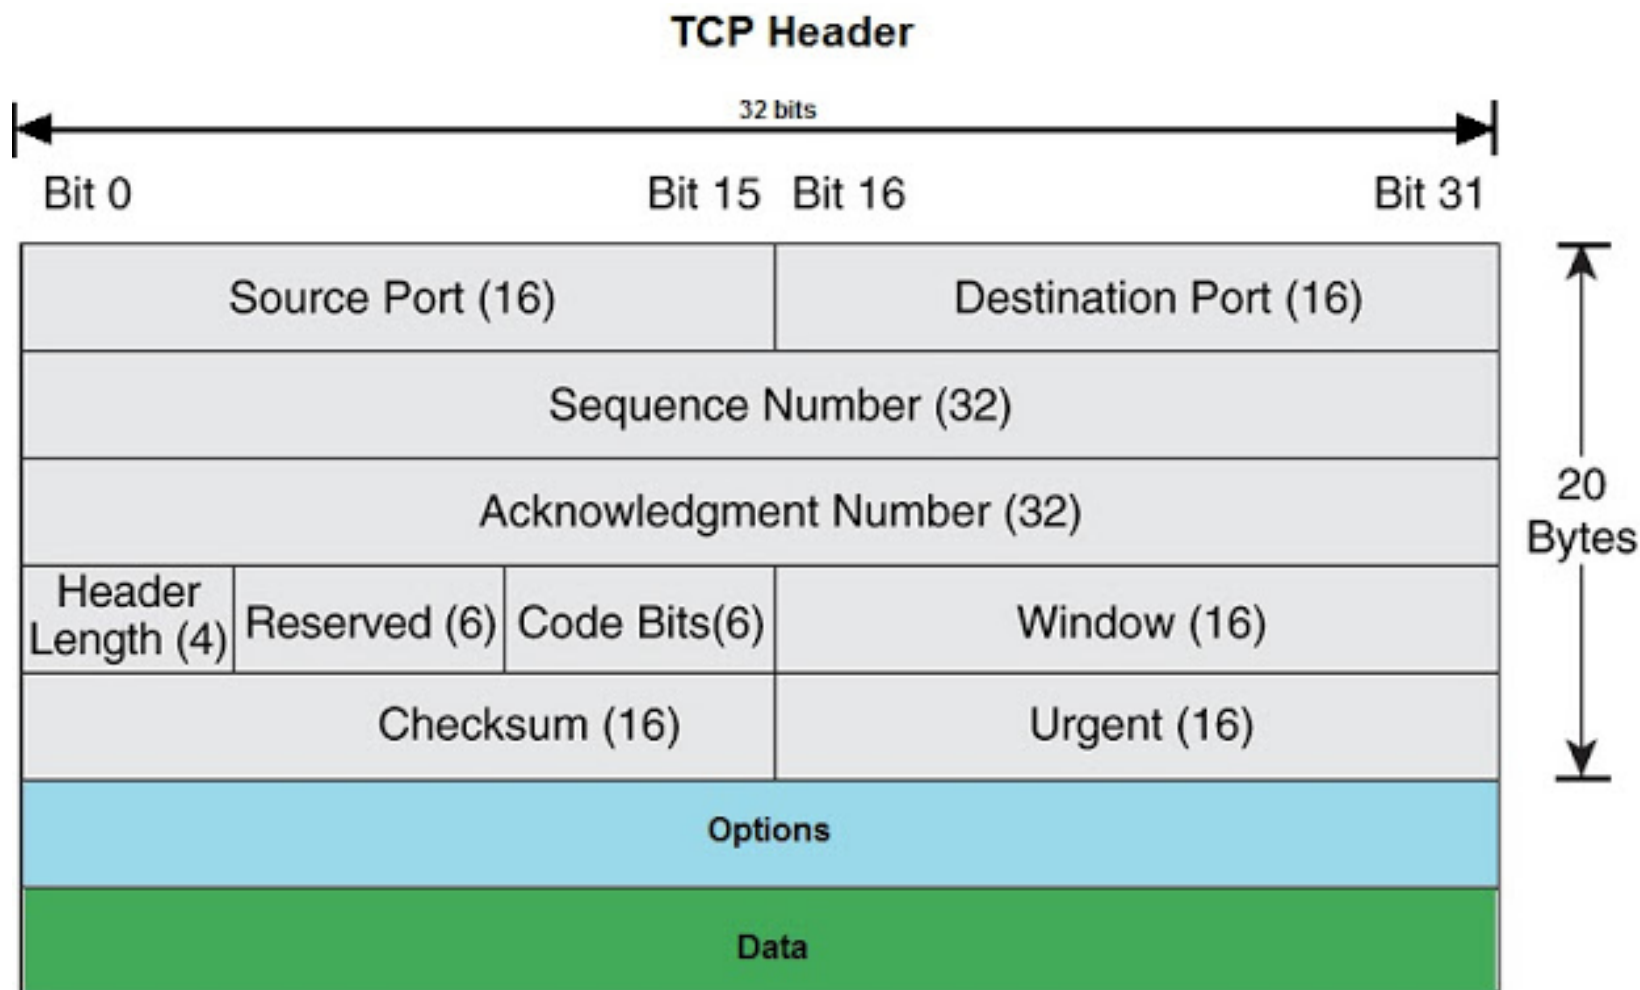 TCP Header
32 bits
Bit 0 Bit 15 Bit 16 Bit 31
Source Port (16) Destination Port (16)
Sequence Number (32)
Acknowledgment Number (32)
20
Bytes
Header
Length (4)
Reserved (6)
Code Bits(6)
Window (16)
Checksum (16) Urgent (16)
Options
Data